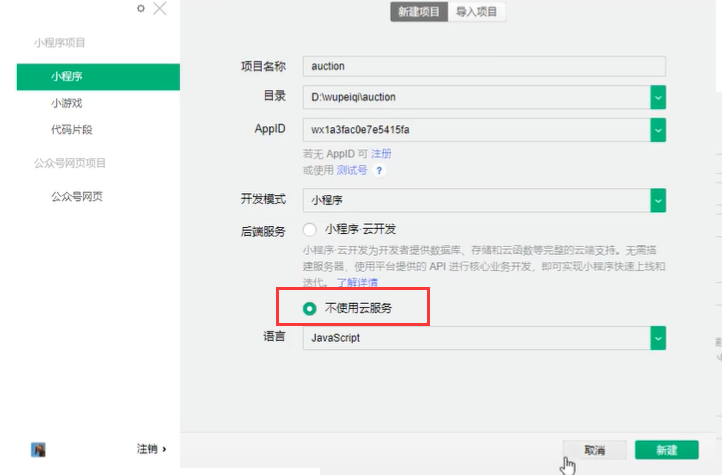 新建项目 导入项目
小程序项目
小程序
小游戏
代码片段
公众号网页项目
公众号网页
项目名称 auction
目录 D:\wupeiqi\auction
AppID wx1a3fac0e7e5415fa
若无 AppID 可 注册
或使用 测试号 ?
开发模式 小程序
后端服务 小程序·云开发
小程序·云开发为开发者提供数据库、存储和云函数等完整的云端支持。无需搭
建服务器，使用平台提供的 API 进行核心业务开发，即可实现小程序快速上线和
迭代。 了解详情
不使用云服务
语言 JavaScript
注销 ›
取消 新建